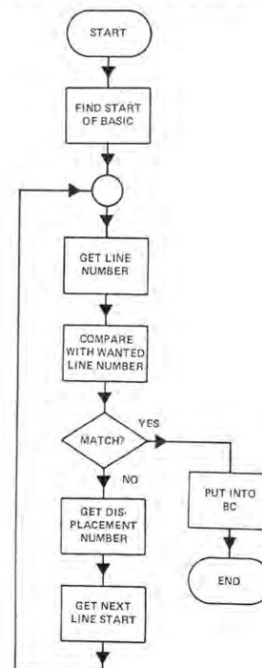 START
FIND START
OF BASIC
GET LINE
NUMBER
COMPARE
WITH WANTED
LINE NUMBER
MATCH?
YES
NO
PUT INTO
BC
GET DIS-
PLACEMENT
NUMBER
END
GET NEXT
LINE START